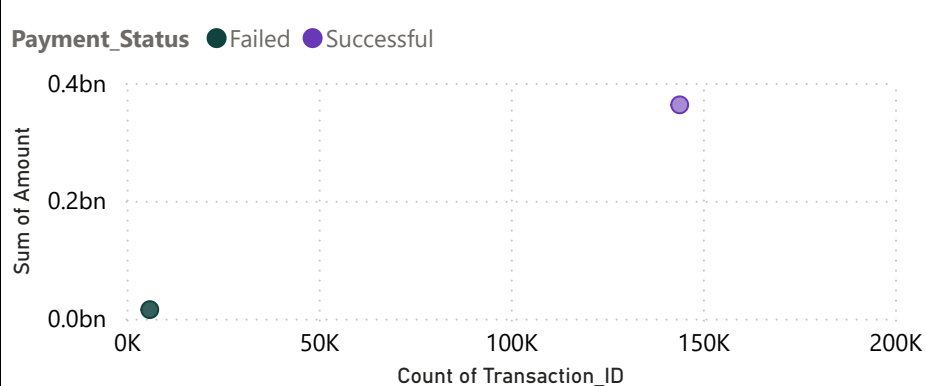 Payment_Status Failed Successful
0.4bn
0.2bn
0.0bn
Sum of Amount
0K 50K 100K 150K 200K
Count of Transaction_ID